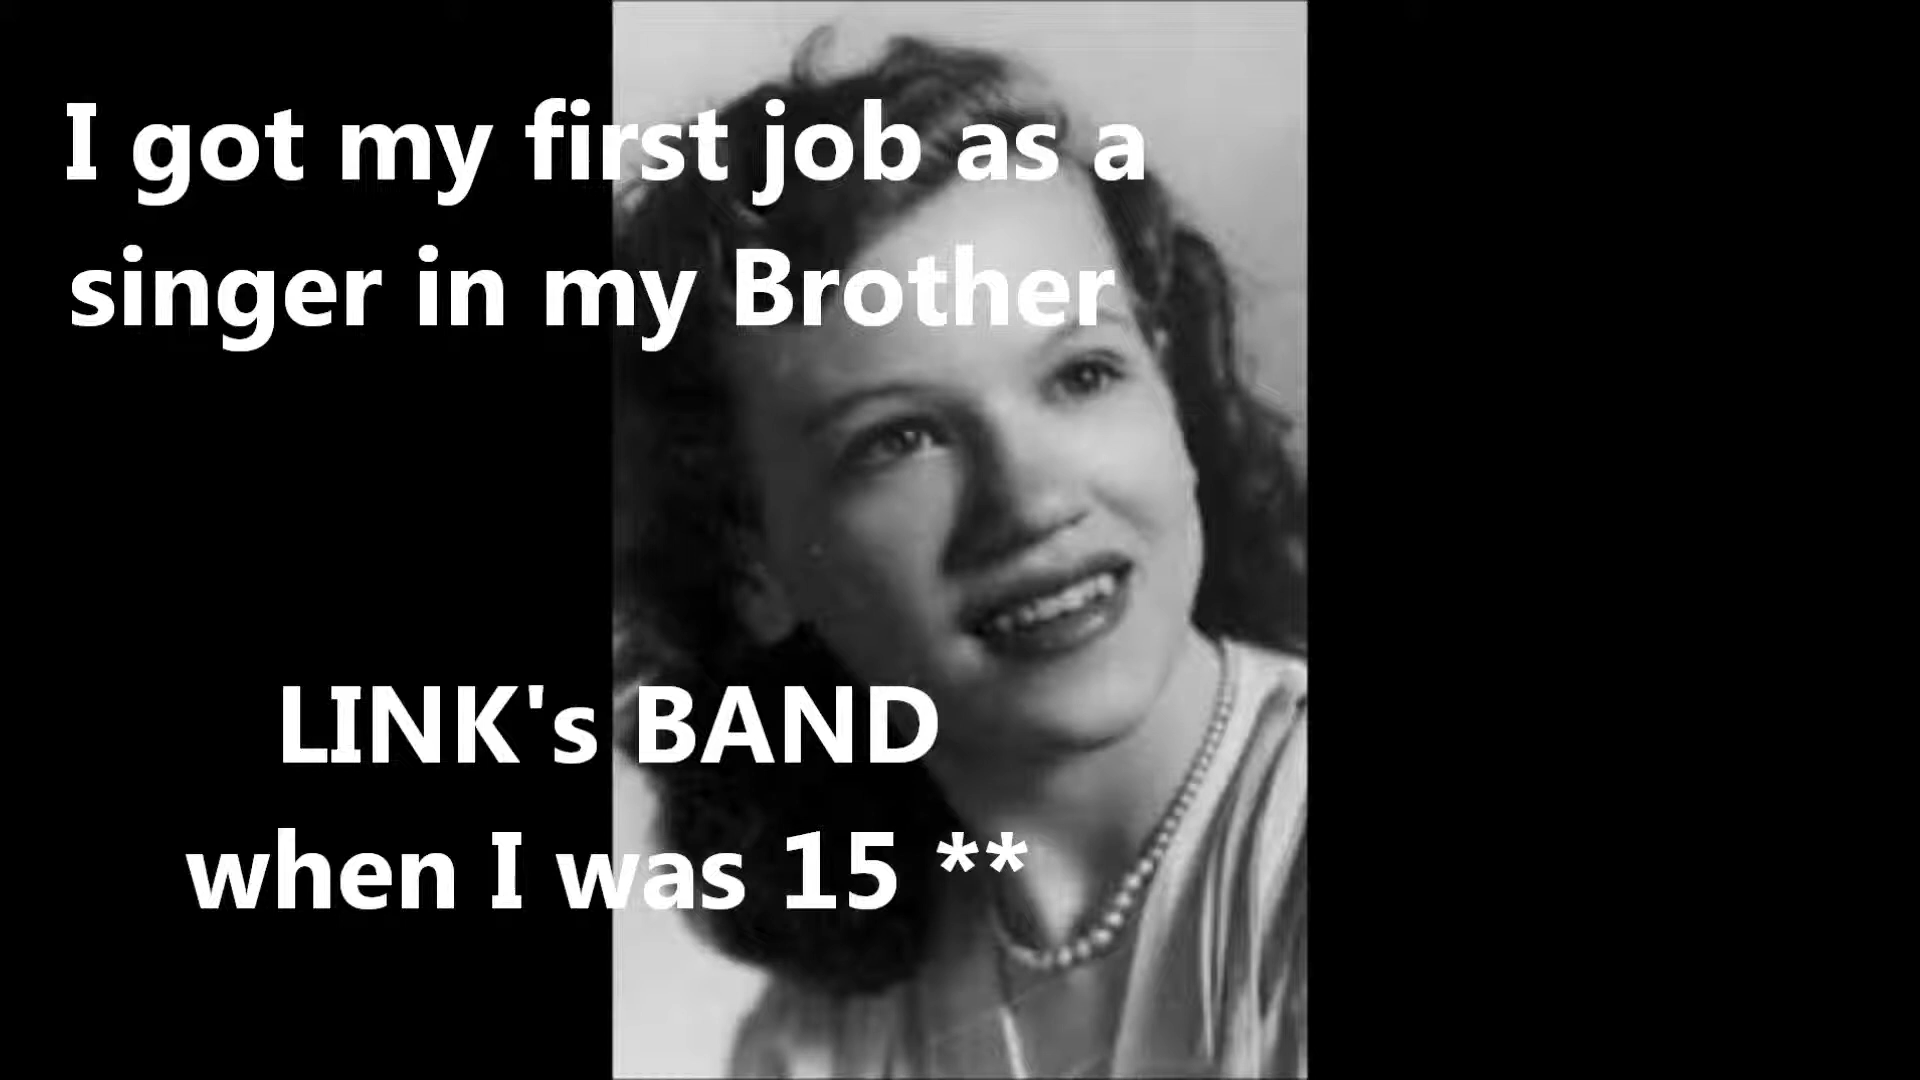 I got my first job as a
singer in my Brother
LINK's BAND
when I was 15 **